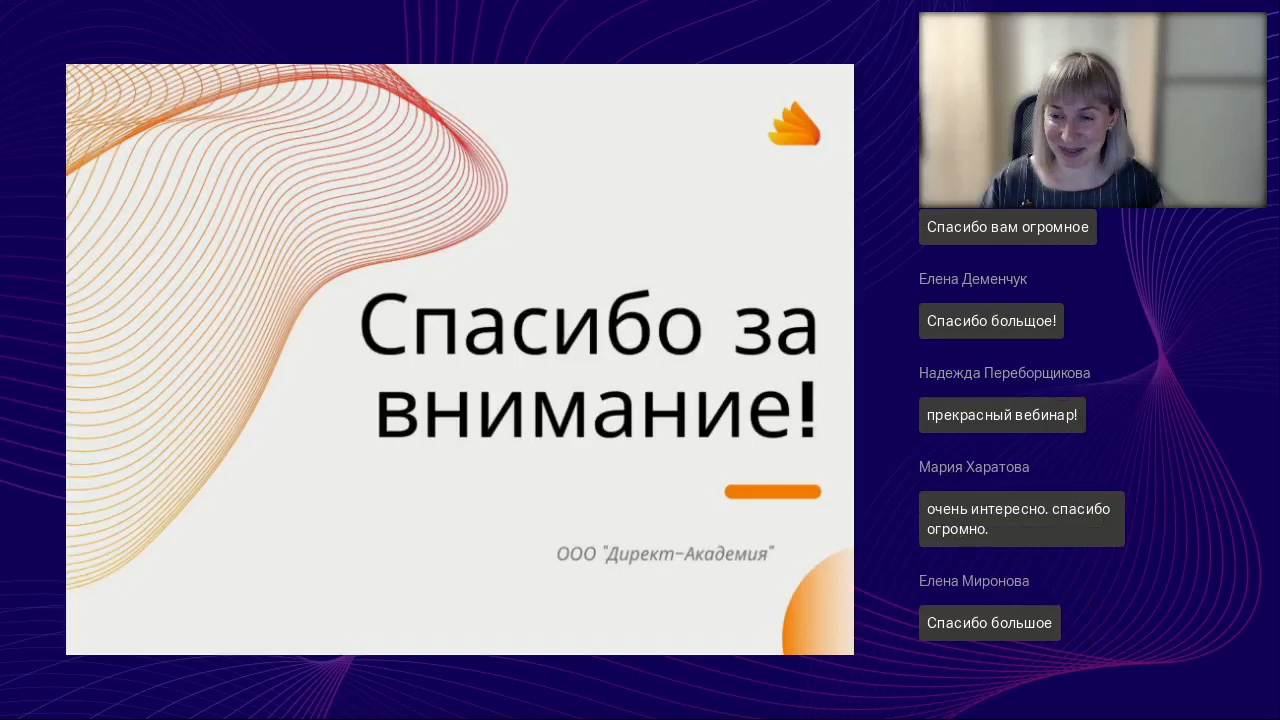 Спасибо за
внимание!
ООО "Директ-Академия"
Спасибо вам огромное
Елена Деменчук
Спасибо больщое!
Надежда Переборщикова
прекрасный вебинар!
Мария Харатова
очень интересно. спасибо
огромно.
Елена Миронова
Спасибо большое